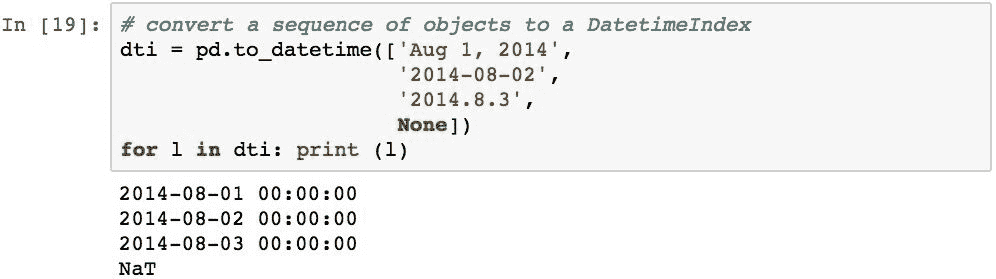 In [19]: # convert a sequence of objects to a DatetimeIndex
dti = pd.to_datetime(['Aug 1, 2014',
'2014-08-02',
'2014.8.3',
None])
for l in dti: print (l)
2014-08-01 00:00:00
2014-08-02 00:00:00
2014-08-03 00:00:00
NaT